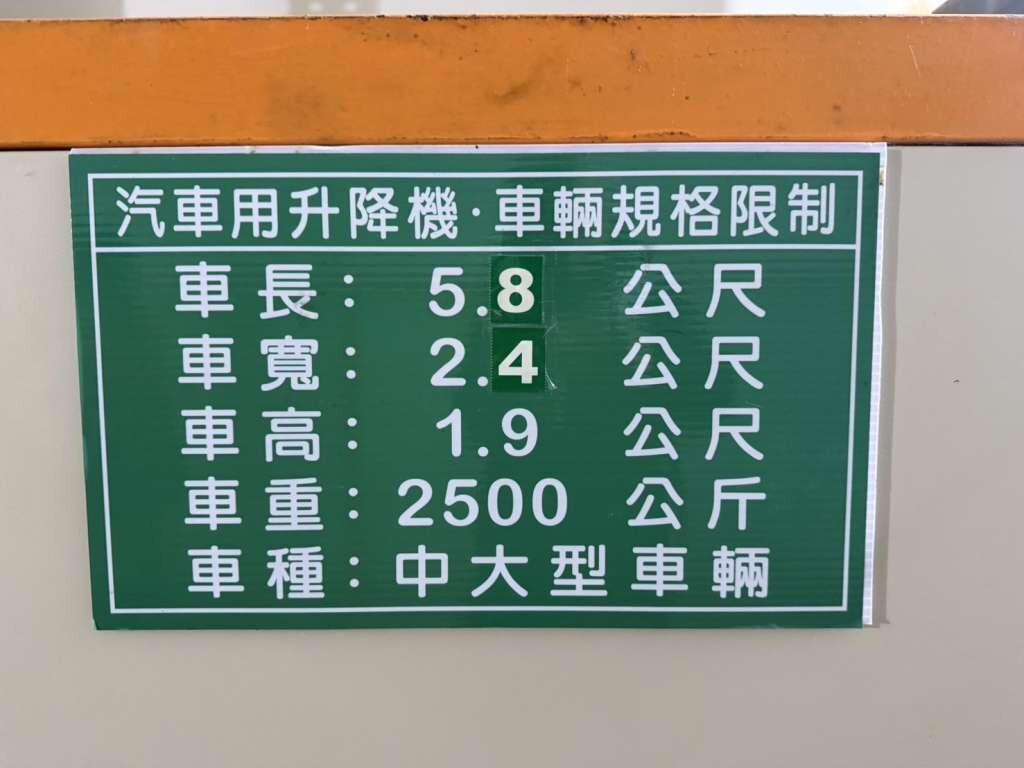 汽車用升降機·車輛規格限制
車長：5.8 公尺
車寬：2.4 公尺
車高：1.9 公尺
車重：2500 公斤
車種：中大型車輛